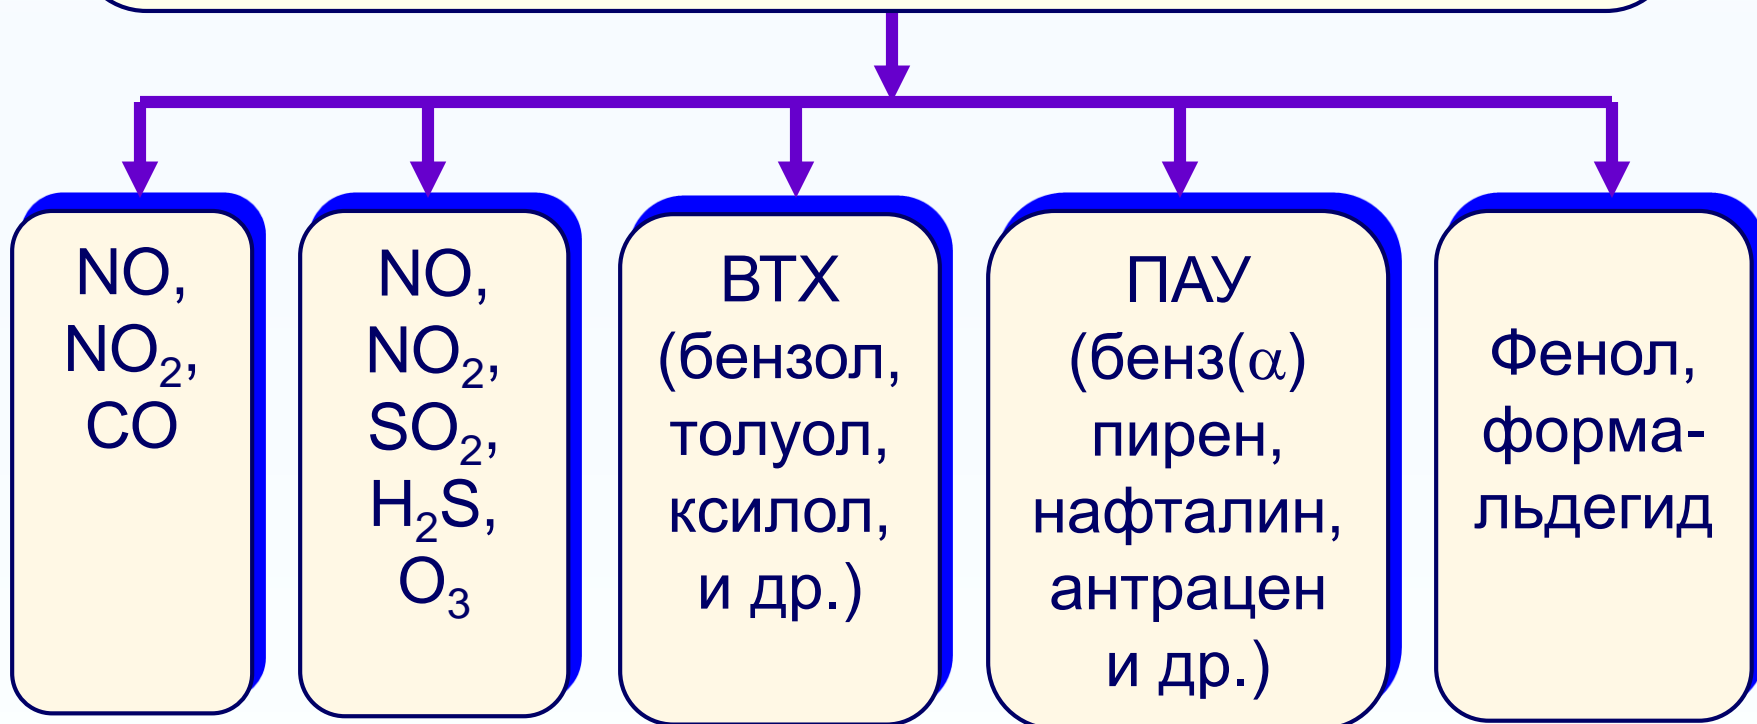 NO,
NO₂,
CO
NO,
NO₂,
SO₂,
H₂S,
O₃
ВТХ
(бензол,
толуол,
ксилол,
и др.)
ПАУ
(бенз(α)
пирен,
нафталин,
антрацен
и др.)
Фенол,
форма-
льдегид